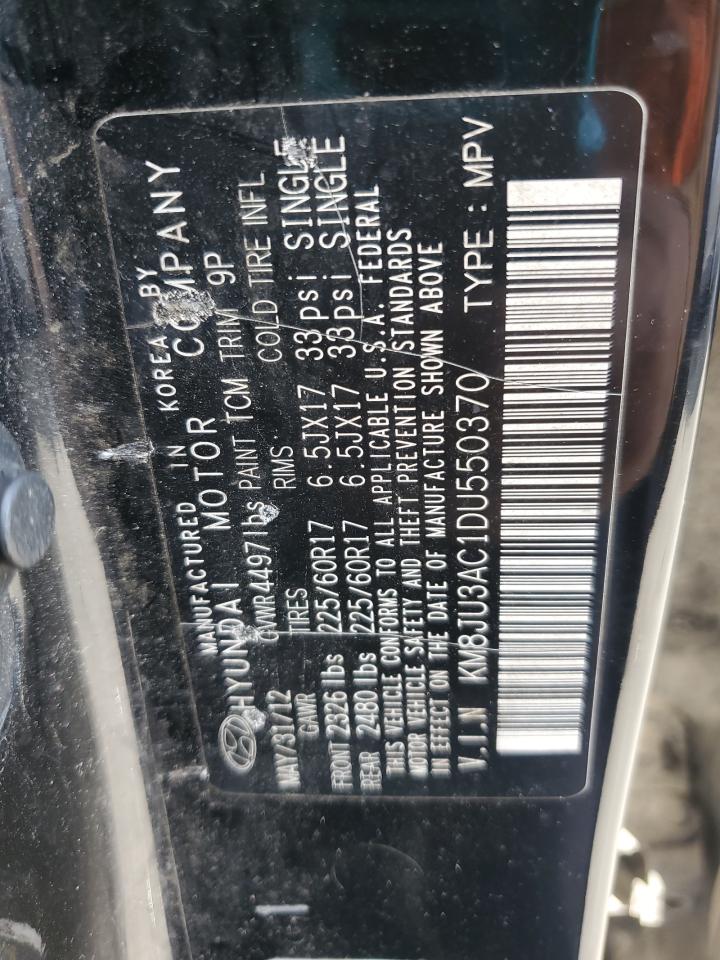 MANUFACTURED IN KOREA BY
HYUNDAI MOTOR COMPANY
MAY/31/12 GVWR 4497lbs PAINT TCM TRIM 9P
GAWR TIRES RIMS. COLD TIRE INFL
FRONT 2326 lbs 225/60R17 6.5JX17 33psi SINGLE
REAR 2480 lbs 225/60R17 6.5JX17 33psi SINGLE
THIS VEHICLE CONFORMS TO ALL APPLICABLE U.S.A. FEDERAL
MOTOR VEHICLE SAFETY AND THEFT PREVENTION STANDARDS
IN EFFECT ON THE DATE OF MANUFACTURE SHOWN ABOVE
V.I.N KM8JU3AC1DU550370 TYPE : MPV